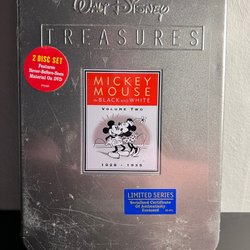 WALT DISNEY
TREASURES
2 DISC SET
Features
Never-Before-Seen
Material On DVD
MICKEY
MOUSE
IN BLACK AND WHITE
VOLUME TWO
1928 - 1935
LIMITED SERIES
Serialized Certificate
Of Authenticity
Enclosed